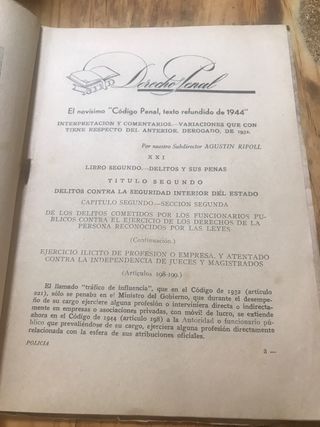 Derecho Penal
El novísimo "Código Penal, texto refundido de 1944"
INTERPRETACION Y COMENTARIOS.—VARIACIONES QUE CON-
TIENE RESPECTO DEL ANTERIOR, DEROGADO, DE 1932.
Por nuestro Subdirector AGUSTIN RIPOLL
XXI
LIBRO SEGUNDO.—DELITOS Y SUS PENAS
TITULO SEGUNDO
DELITOS CONTRA LA SEGURIDAD INTERIOR DEL ESTADO
CAPITULO SEGUNDO.—SECCION SEGUNDA
DE LOS DELITOS COMETIDOS POR LOS FUNCIONARIOS PU-
BLICOS CONTRA EL EJERCICIO DE LOS DERECHOS DE LA
PERSONA RECONOCIDOS POR LAS LEYES
(Continuación.)
EJERCICIO ILICITO DE PROFESION O EMPRESA, Y ATENTADO
CONTRA LA INDEPENDENCIA DE JUECES Y MAGISTRADOS
(Artículos 198-199.)
El llamado "tráfico de influencia", que en el Código de 1932 (artículo
221), sólo se penaba en el Ministro del Gobierno, que durante el desempe-
ño de su cargo ejerciere alguna profesión o interviniera directa o indirecta-
mente en empresas o asociaciones privadas, con móvil de lucro, se extiende
ahora en el Código de 1944 (artículo 198) a la Autoridad o funcionario pú-
blico que prevaliéndose de su cargo, ejerciera alguna profesión directamente
relacionada con la esfera de sus atribuciones oficiales.
POLICIA
3 —